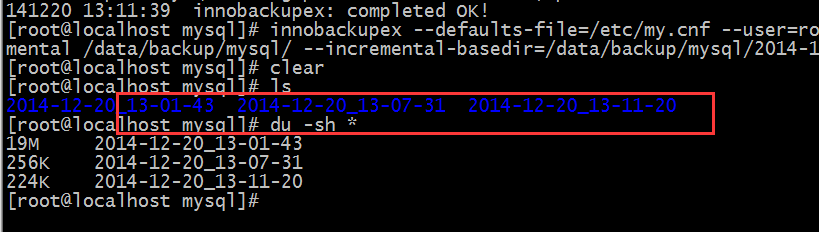 141220 13:11:39  innobackupex: completed OK!
[root@localhost mysql]# innobackupex --defaults-file=/etc/my.cnf --user=ro
mental /data/backup/mysql/ --incremental-basedir=/data/backup/mysql/2014-1
[root@localhost mysql]# clear
[root@localhost mysql]# ls
2014-12-20_13-01-43  2014-12-20_13-07-31  2014-12-20_13-11-20
[root@localhost mysql]# du -sh *
19M     2014-12-20_13-01-43
256K    2014-12-20_13-07-31
224K    2014-12-20_13-11-20
[root@localhost mysql]#